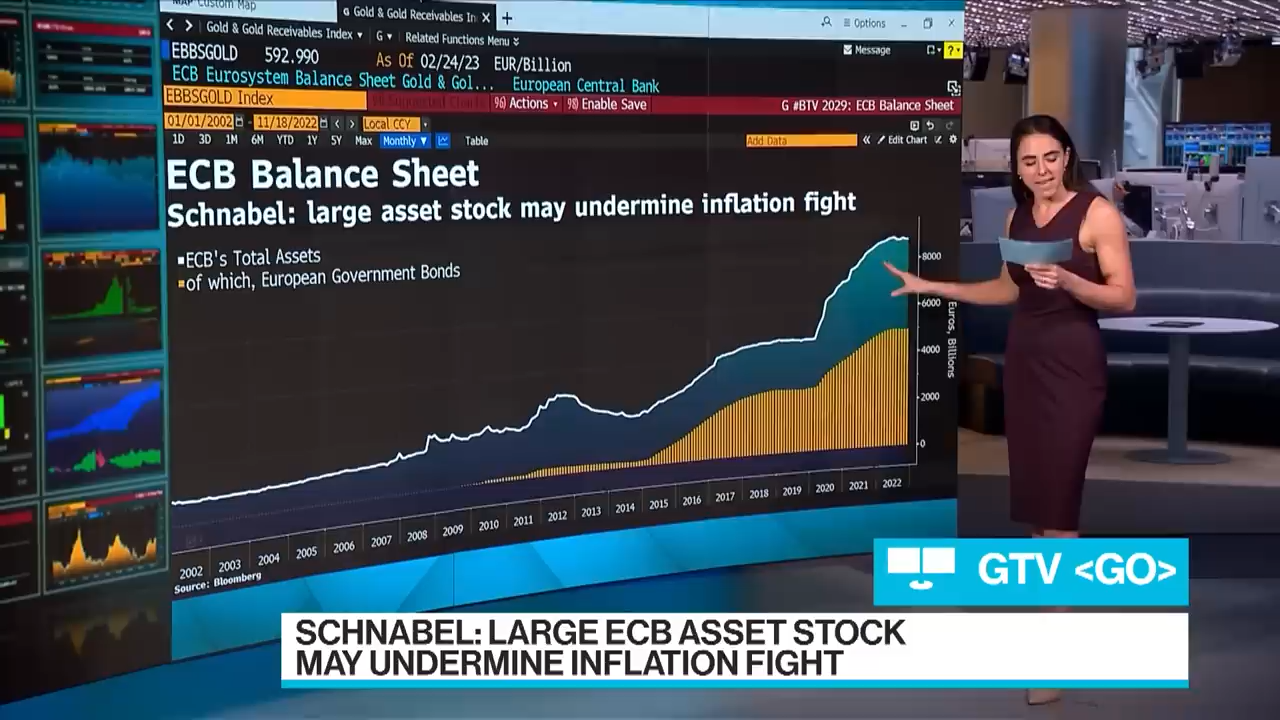 MAP Custom Map
G Gold & Gold Receivables In × +
Options
< > Gold & Gold Receivables Index G Related Functions Menu
Message
EBBSGOLD 592.990 As Of 02/24/23 EUR/Billion
ECB Eurosystem Balance Sheet Gold & Gol... European Central Bank
EBBSGOLD Index 96) Actions 98) Enable Save G #BTV 2029: ECB Balance Sheet
01/01/2002 - 11/18/2022 < > Local CCY
1D 3D 1M 6M YTD 1Y 5Y Max Monthly ▼ Table Add Data « Edit Chart
ECB Balance Sheet
Schnabel: large asset stock may undermine inflation fight
ECB's Total Assets
of which, European Government Bonds
8000
6000
4000
2000
0
Euros, Billions
2002 2003 2004 2005 2006 2007 2008 2009 2010 2011 2012 2013 2014 2015 2016 2017 2018 2019 2020 2021 2022
Source: Bloomberg
GTV <GO>
SCHNABEL: LARGE ECB ASSET STOCK
MAY UNDERMINE INFLATION FIGHT